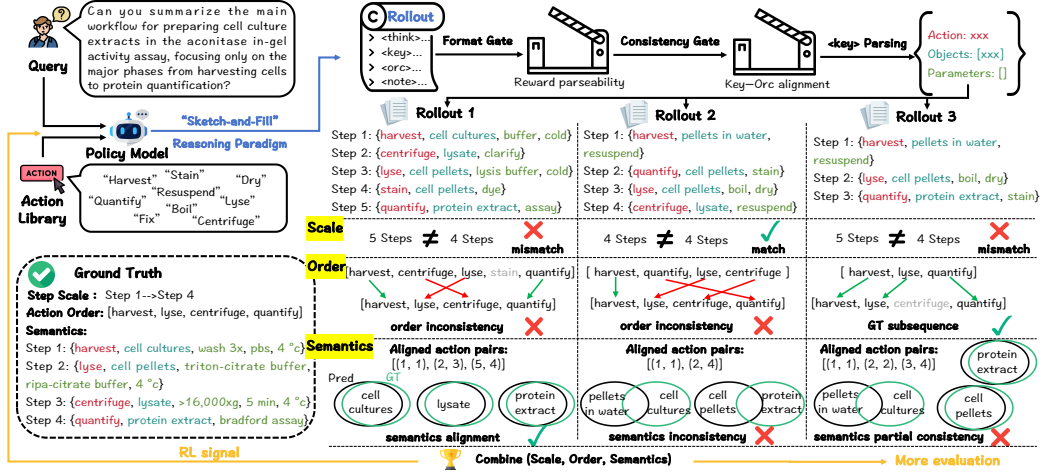 Can you summarize the main
workflow for preparing cell culture
extracts in the aconitase in-gel
activity assay, focusing only on the
major phases from harvesting cells
to protein quantification?
Query
Policy Model
"Sketch-and-Fill"
Reasoning Paradigm
ACTION
Action
Library
"Harvest"
"Stain"
"Dry"
"Resuspend"
"Quantify"
"Lyse"
"Boil"
"Fix"
"Centrifuge"
C Rollout
> <think>...
> <key>...
> <orc>...
> <note>...
Format Gate
Reward parseability
Consistency Gate
Key-Orc alignment
<key> Parsing
Action: xxx
Objects: [xxx]
Parameters: []
Rollout 1
Step 1: {harvest, cell cultures, buffer, cold}
Step 2: {centrifuge, lysate, clarify}
Step 3: {lyse, cell pellets, lysis buffer, cold}
Step 4: {stain, cell pellets, dye}
Step 5: {quantify, protein extract, assay}
Rollout 2
Step 1: {harvest, pellets in water,
resuspend}
Step 2: {quantify, cell pellets, stain}
Step 3: {lyse, cell pellets, boil, dry}
Step 4: {centrifuge, lysate, resuspend}
Rollout 3
Step 1: {harvest, pellets in water,
resuspend}
Step 2: {lyse, cell pellets, boil, dry}
Step 3: {quantify, protein extract, stain}
Scale
5 Steps ≠ 4 Steps
mismatch
4 Steps ≠ 4 Steps
match
5 Steps ≠ 4 Steps
mismatch
Order
[harvest, centrifuge, lyse, stain, quantify]
[harvest, lyse, centrifuge, quantify]
order inconsistency
[harvest, quantify, lyse, centrifuge ]
[harvest, lyse, centrifuge, quantify]
order inconsistency
[ harvest, lyse, quantify]
[harvest, lyse, centrifuge, quantify]
GT subsequence
Semantics
Aligned action pairs:
[(1, 1), (2, 3), (5, 4)]
Pred
GT
cell
cultures
lysate
protein
extract
semantics alignment
Aligned action pairs:
[(1, 1), (2, 4)]
pellets
in water
cell
cultures
cell
pellets
protein
extract
semantics inconsistency
Aligned action pairs:
[(1, 1), (2, 2), (3, 4)]
pellets
in water
cell
cultures
protein
extract
cell
pellets
semantics partial consistency
Ground Truth
Step Scale : Step 1-->Step 4
Action Order: [harvest, lyse, centrifuge, quantify]
Semantics:
Step 1: {harvest, cell cultures, wash 3x, pbs, 4 °c}
Step 2: {lyse, cell pellets, triton-citrate buffer,
ripa-citrate buffer, 4 °c}
Step 3: {centrifuge, lysate, >16,000xg, 5 min, 4 °c}
Step 4: {quantify, protein extract, bradford assay}
RL signal
Combine (Scale, Order, Semantics)
More evaluation